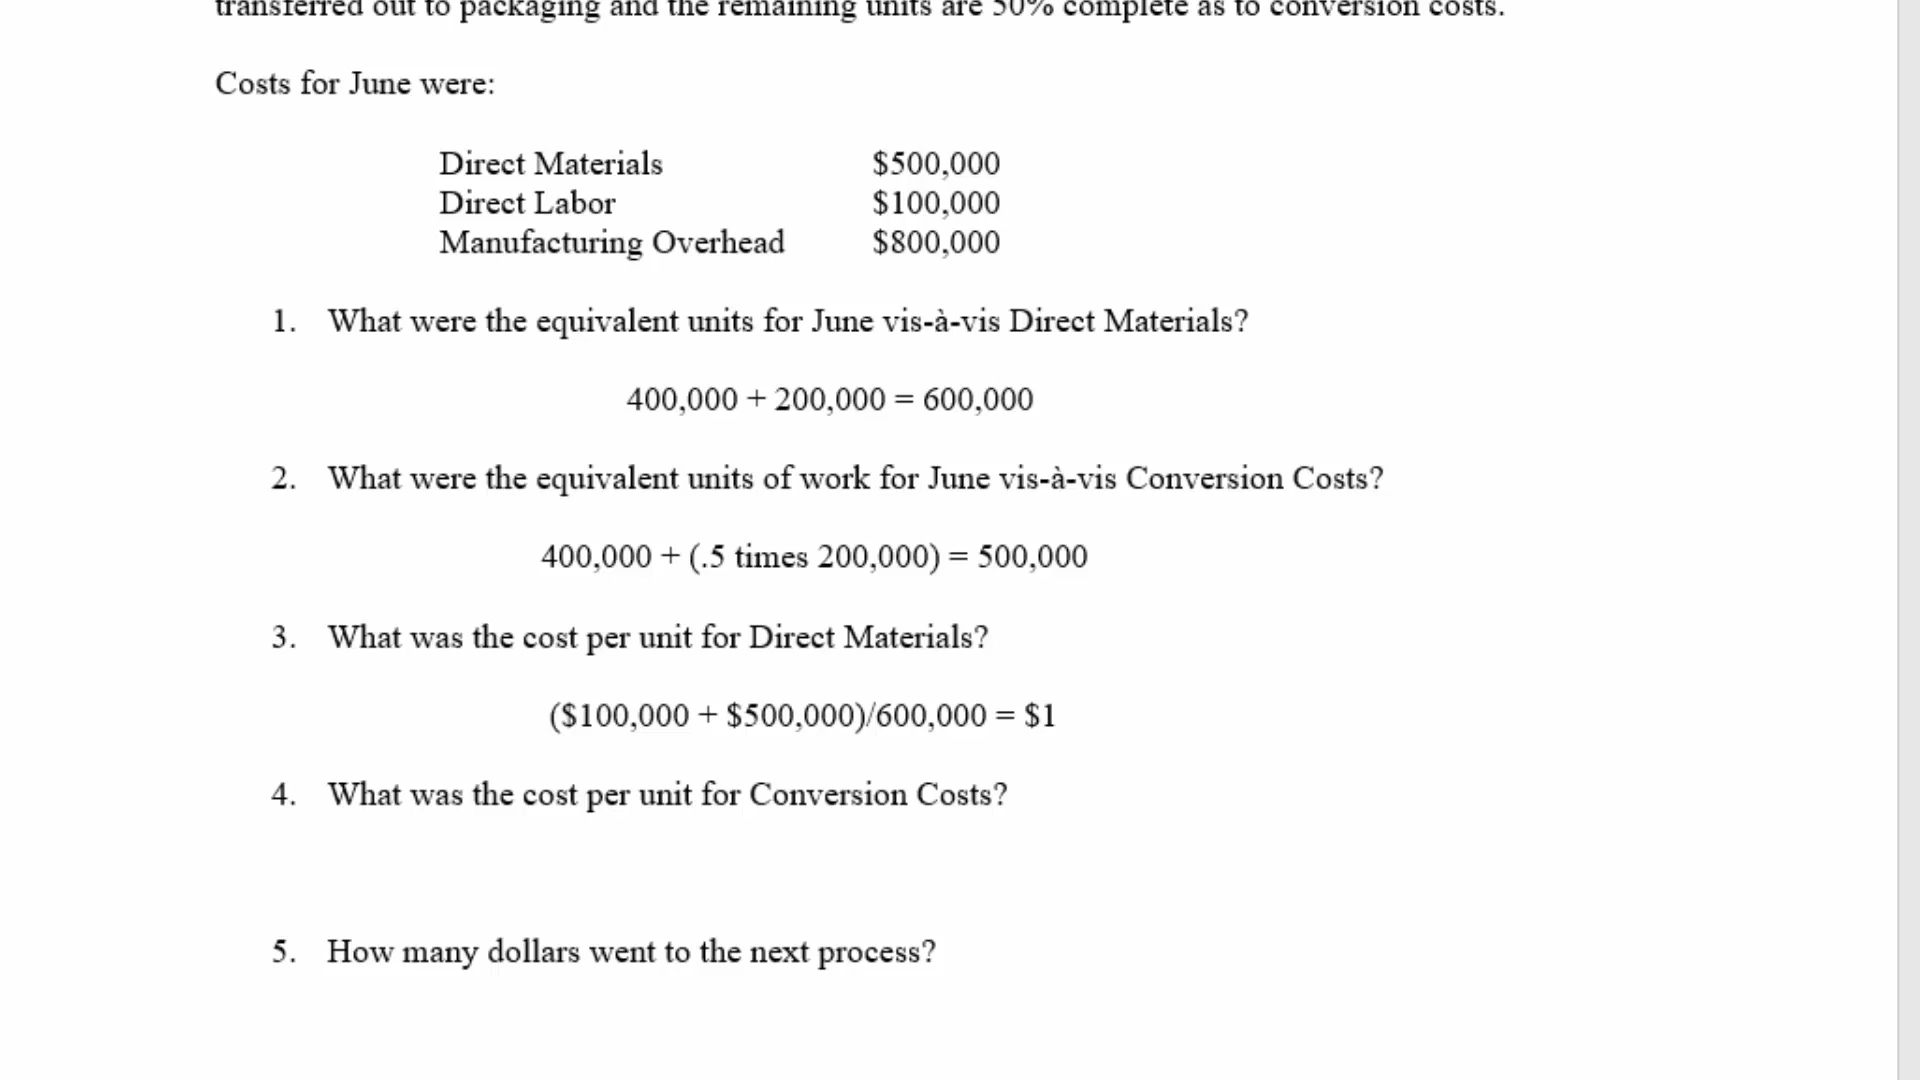 transferred out to packaging and the remaining units are 50% complete as to conversion costs.
Costs for June were:
Direct Materials $500,000
Direct Labor $100,000
Manufacturing Overhead $800,000
1. What were the equivalent units for June vis-à-vis Direct Materials?
400,000 + 200,000 = 600,000
2. What were the equivalent units of work for June vis-à-vis Conversion Costs?
400,000 + (.5 times 200,000) = 500,000
3. What was the cost per unit for Direct Materials?
($100,000 + $500,000)/600,000 = $1
4. What was the cost per unit for Conversion Costs?
5. How many dollars went to the next process?